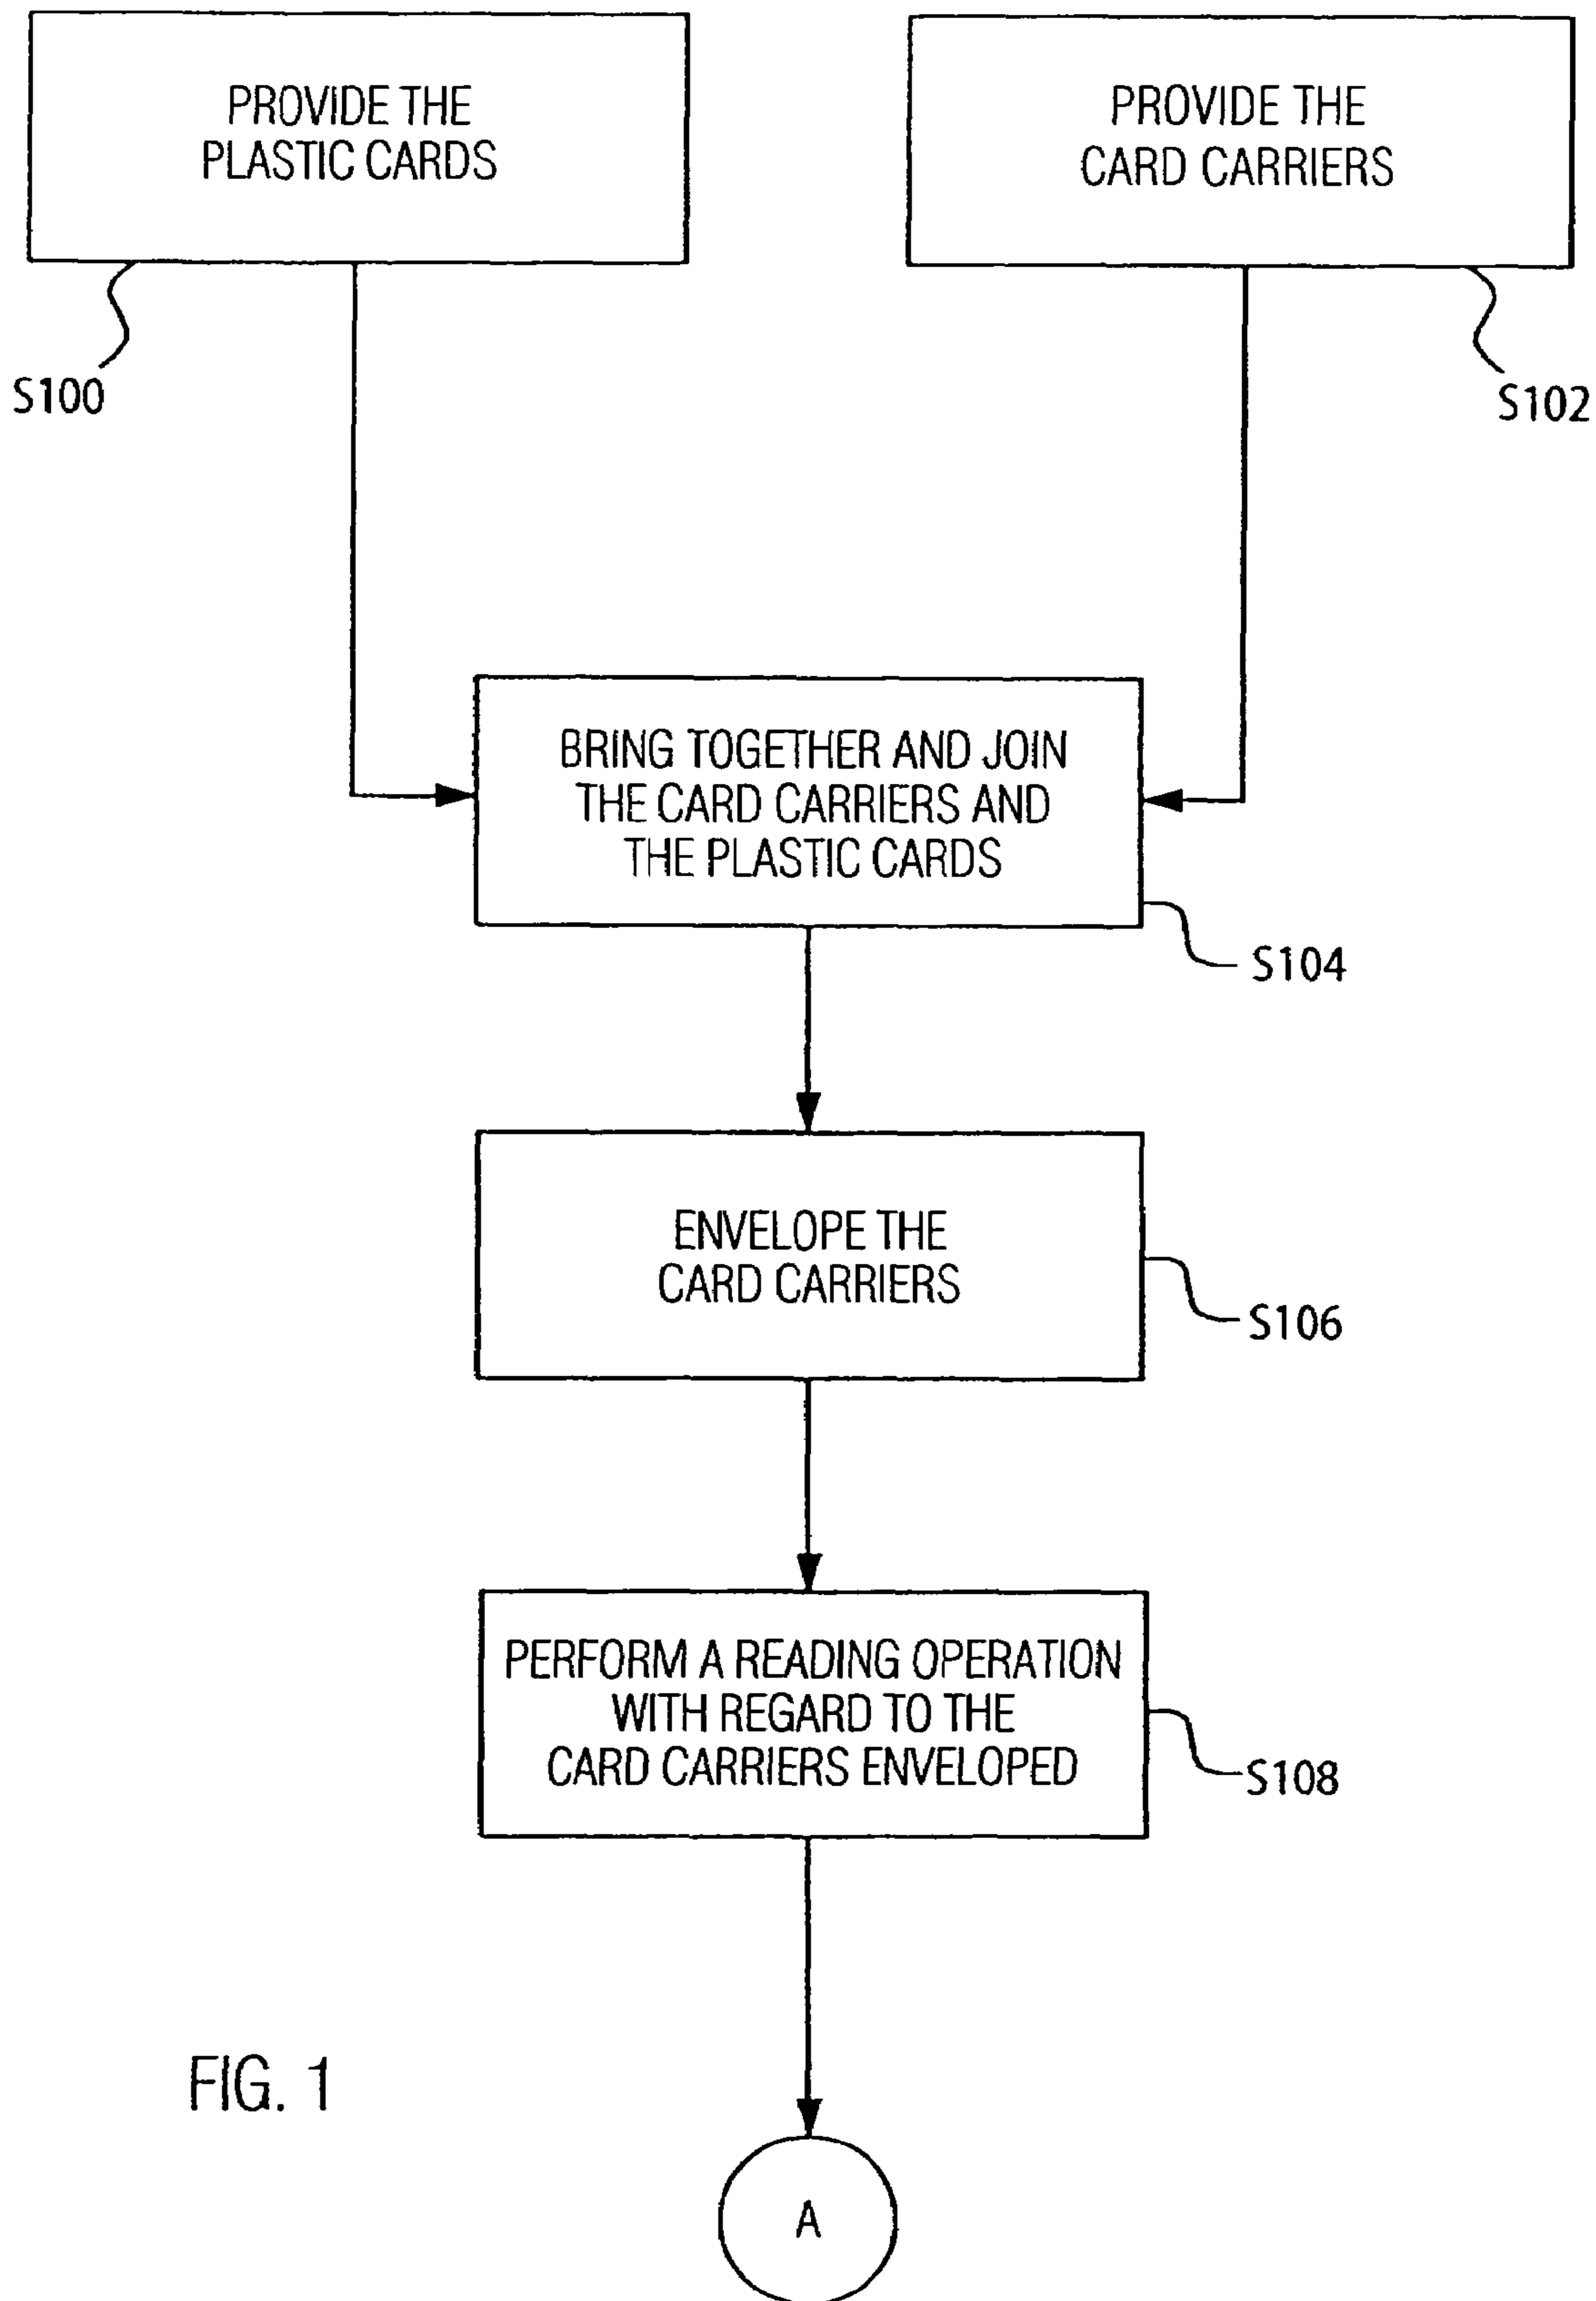 PROVIDE THE
PLASTIC CARDS
PROVIDE THE
CARD CARRIERS
S100
S102
BRING TOGETHER AND JOIN
THE CARD CARRIERS AND
THE PLASTIC CARDS
S104
ENVELOPE THE
CARD CARRIERS
S106
PERFORM A READING OPERATION
WITH REGARD TO THE
CARD CARRIERS ENVELOPED
S108
FIG. 1
A